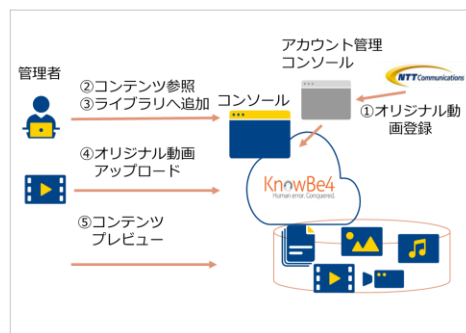 アカウント管理
コンソール
管理者
NTT Communications
②コンテンツ参照
③ライブラリへ追加
コンソール
①オリジナル動
画登録
④オリジナル動画
アップロード
KnowBe4
Human error. Conquered.
⑤コンテンツ
プレビュー